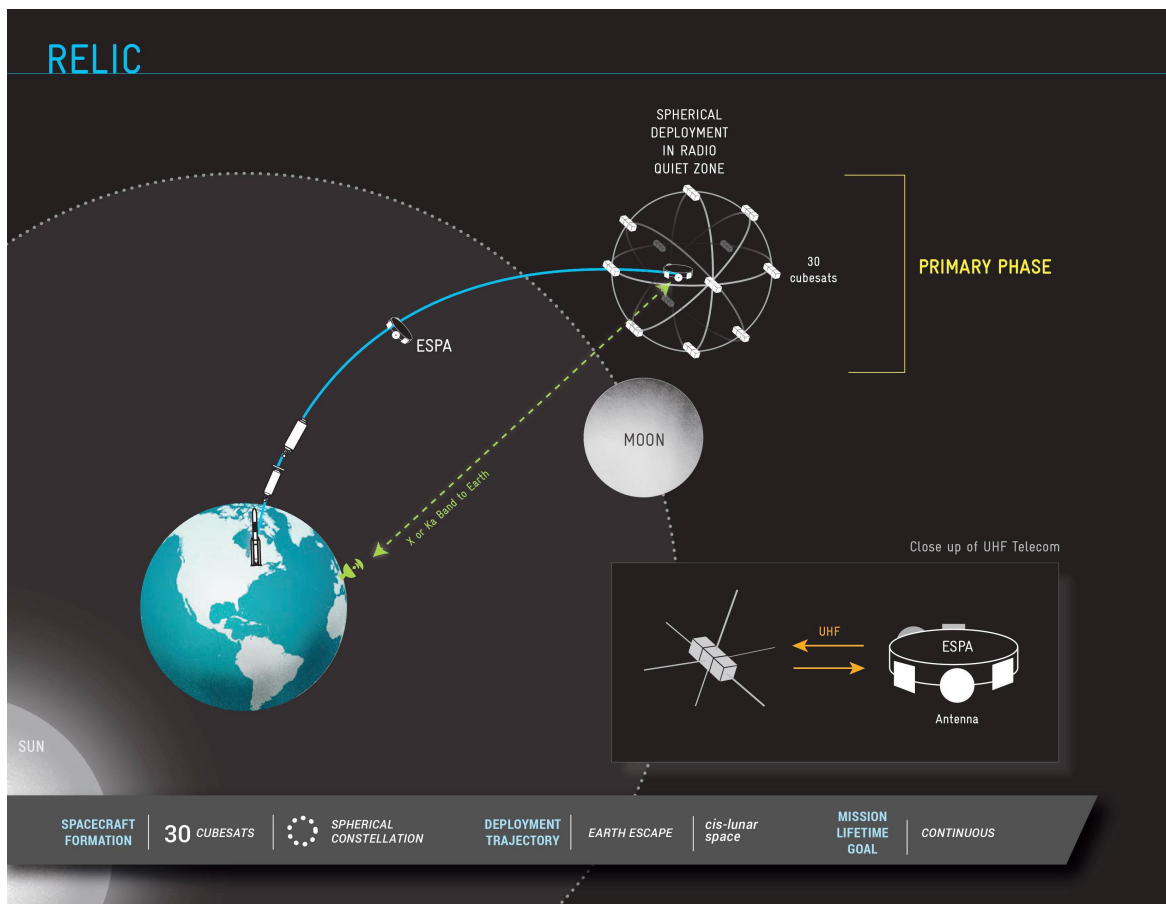 RELIC
SPHERICAL
DEPLOYMENT
IN RADIO
QUIET ZONE
30
cubesats
PRIMARY PHASE
ESPA
MOON
X or Ka Band to Earth
Close up of UHF Telecom
UHF
ESPA
Antenna
SUN
SPACECRAFT
FORMATION
30 CUBESATS
SPHERICAL
CONSTELLATION
DEPLOYMENT
TRAJECTORY
EARTH ESCAPE
cis-lunar
space
MISSION
LIFETIME
GOAL
CONTINUOUS